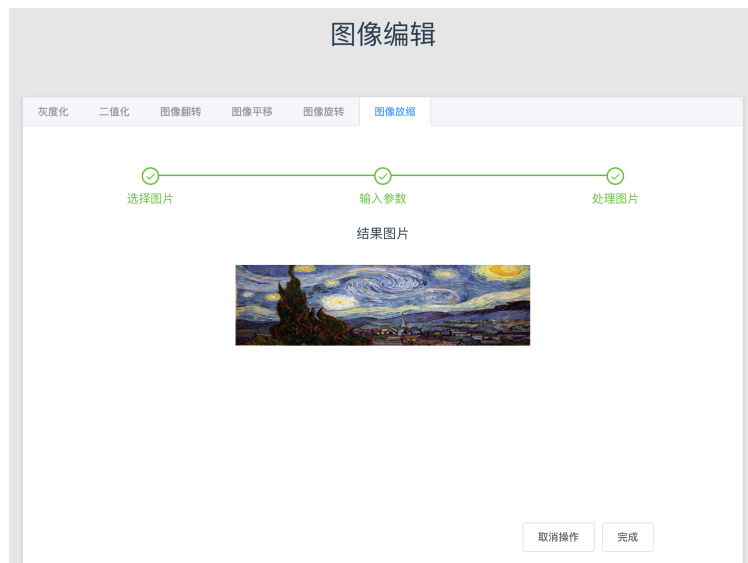 图像编辑
灰度化 二值化 图像翻转 图像平移 图像旋转 图像放缩
选择图片 输入参数 处理图片
结果图片
取消操作 完成